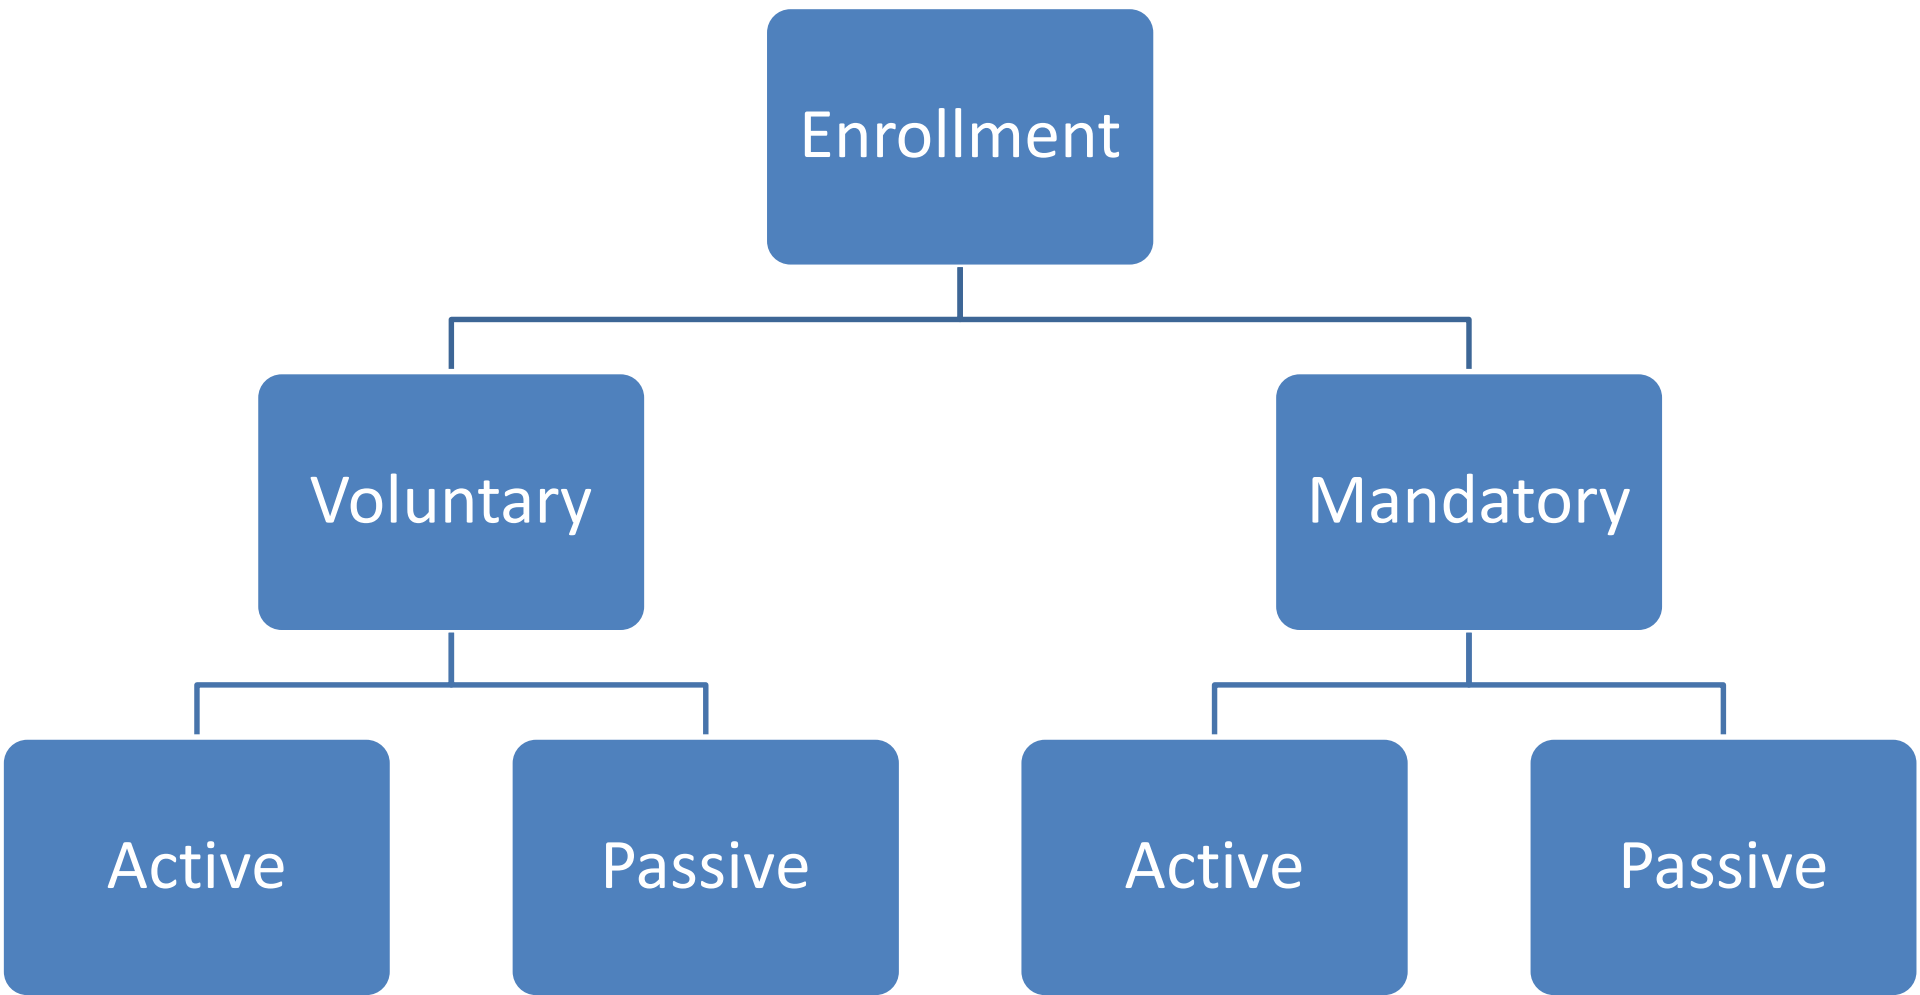 Enrollment
Voluntary
Mandatory
Active
Passive
Active
Passive